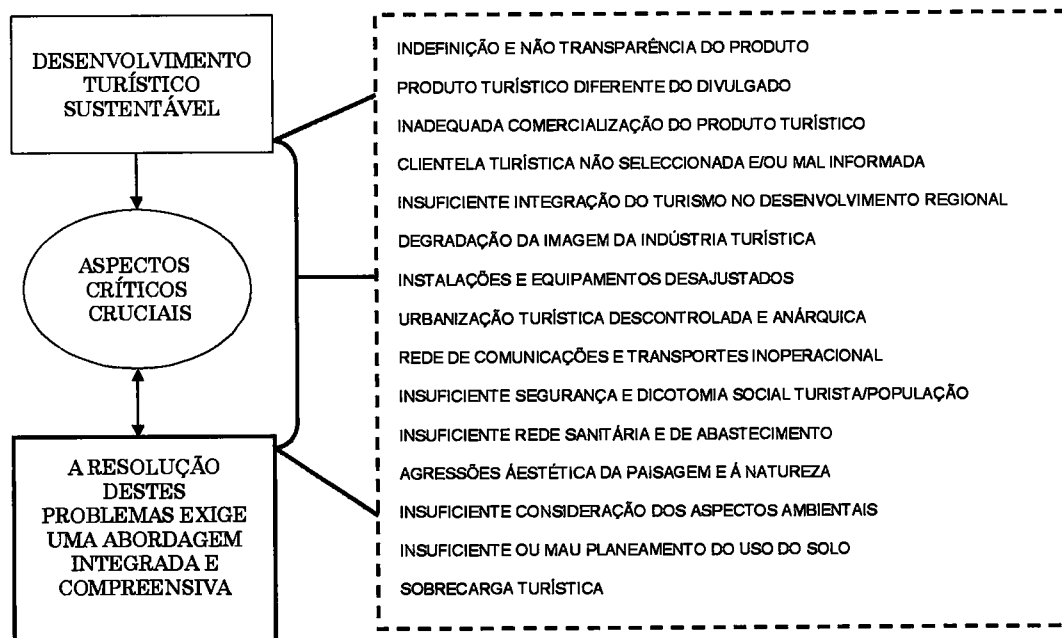 DESENVOLVIMENTO
TURÍSTICO
SUSTENTÁVEL
ASPECTOS
CRÍTICOS
CRUCIAIS
A RESOLUÇÃO
DESTES
PROBLEMAS EXIGE
UMA ABORDAGEM
INTEGRADA E
COMPREENSIVA
INDEFINIÇÃO E NÃO TRANSPARÊNCIA DO PRODUTO
PRODUTO TURÍSTICO DIFERENTE DO DIVULGADO
INADEQUADA COMERCIALIZAÇÃO DO PRODUTO TURÍSTICO
CLIENTELA TURÍSTICA NÃO SELECCIONADA E/OU MAL INFORMADA
INSUFICIENTE INTEGRAÇÃO DO TURISMO NO DESENVOLVIMENTO REGIONAL
DEGRADAÇÃO DA IMAGEM DA INDÚSTRIA TURÍSTICA
INSTALAÇÕES E EQUIPAMENTOS DESAJUSTADOS
URBANIZAÇÃO TURÍSTICA DESCONTROLADA E ANÁRQUICA
REDE DE COMUNICAÇÕES E TRANSPORTES INOPERACIONAL
INSUFICIENTE SEGURANÇA E DICOTOMIA SOCIAL TURISTA/POPULAÇÃO
INSUFICIENTE REDE SANITÁRIA E DE ABASTECIMENTO
AGRESSÕES ÁESTÉTICA DA PAISAGEM E Á NATUREZA
INSUFICIENTE CONSIDERAÇÃO DOS ASPECTOS AMBIENTAIS
INSUFICIENTE OU MAU PLANEAMENTO DO USO DO SOLO
SOBRECARGA TURÍSTICA